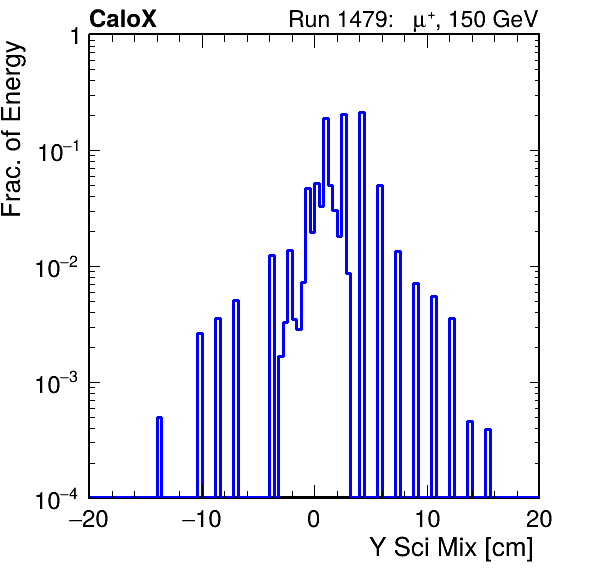 CaloX Run 1479: μ⁺, 150 GeV
Frac. of Energy
1
10⁻¹
10⁻²
10⁻³
10⁻⁴
−20 −10 0 10 20
Y Sci Mix [cm]